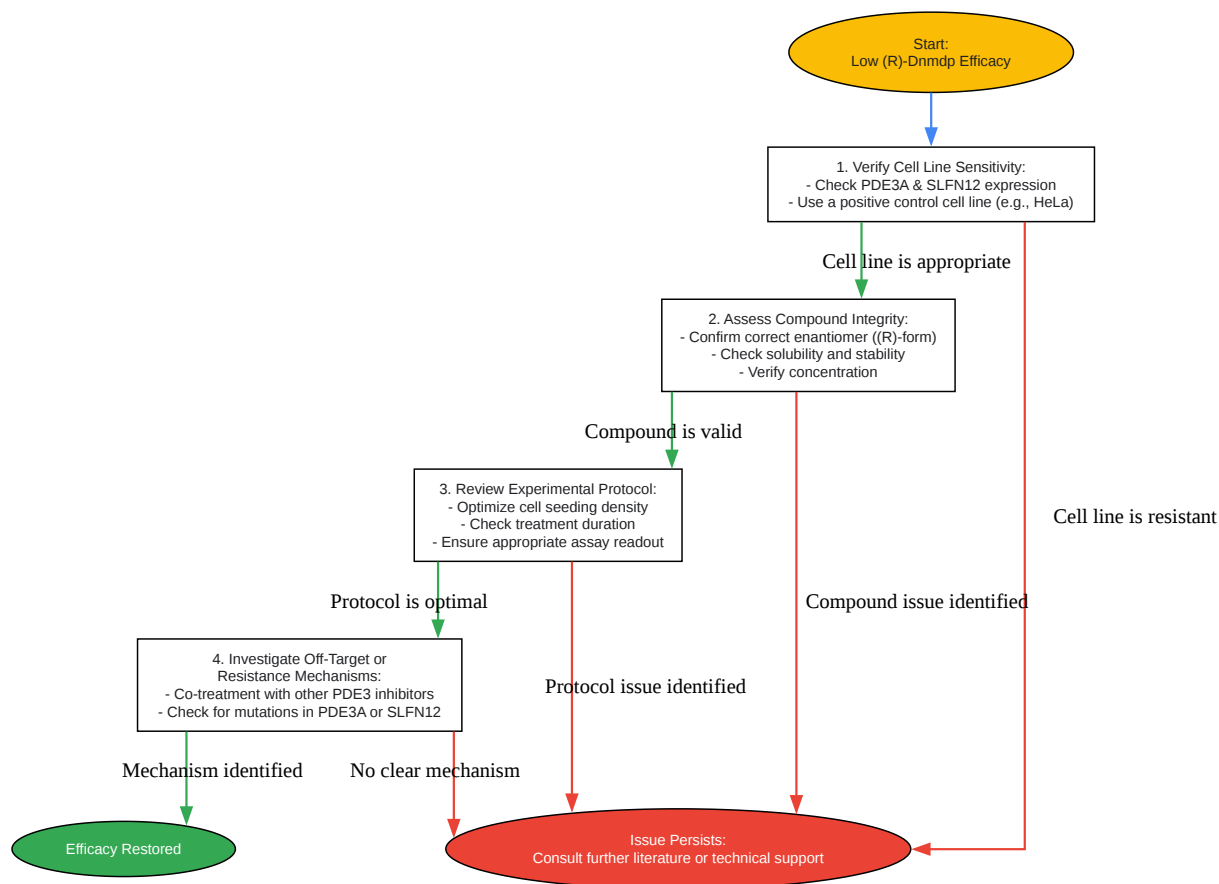 Start:
Low (R)-Dnmdp Efficacy
1. Verify Cell Line Sensitivity:
- Check PDE3A & SLFN12 expression
- Use a positive control cell line (e.g., HeLa)
Cell line is appropriate
2. Assess Compound Integrity:
- Confirm correct enantiomer ((R)-form)
- Check solubility and stability
- Verify concentration
Compound is valid
3. Review Experimental Protocol:
- Optimize cell seeding density
- Check treatment duration
- Ensure appropriate assay readout
Cell line is resistant
Protocol is optimal
Compound issue identified
4. Investigate Off-Target or
Resistance Mechanisms:
- Co-treatment with other PDE3 inhibitors
- Check for mutations in PDE3A or SLFN12
Protocol issue identified
Mechanism identified
No clear mechanism
Efficacy Restored
Issue Persists:
Consult further literature or technical support